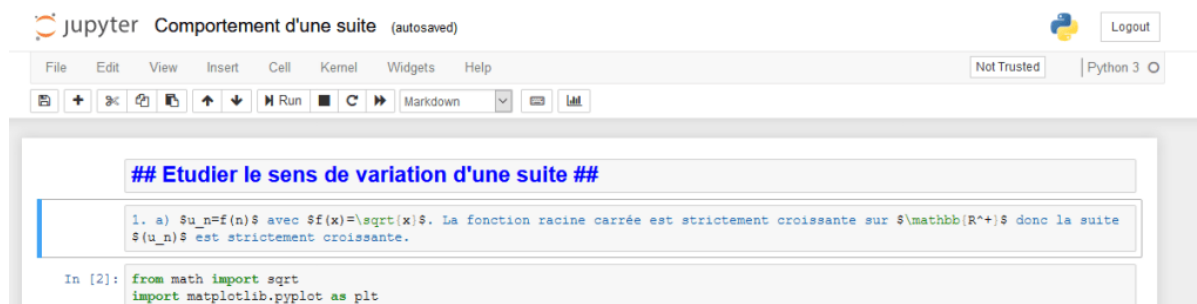 jupyter Comportement d'une suite (autosaved)
Logout
File Edit View Insert Cell Kernel Widgets Help
Not Trusted
Python 3
Run
Markdown
## Etudier le sens de variation d'une suite ##
1. a) $u_n=f(n)$ avec $f(x)=\sqrt{x}$. La fonction racine carrée est strictement croissante sur $\mathbb{R^+}$ donc la suite
$(u_n)$ est strictement croissante.
In [2]: from math import sqrt
import matplotlib.pyplot as plt